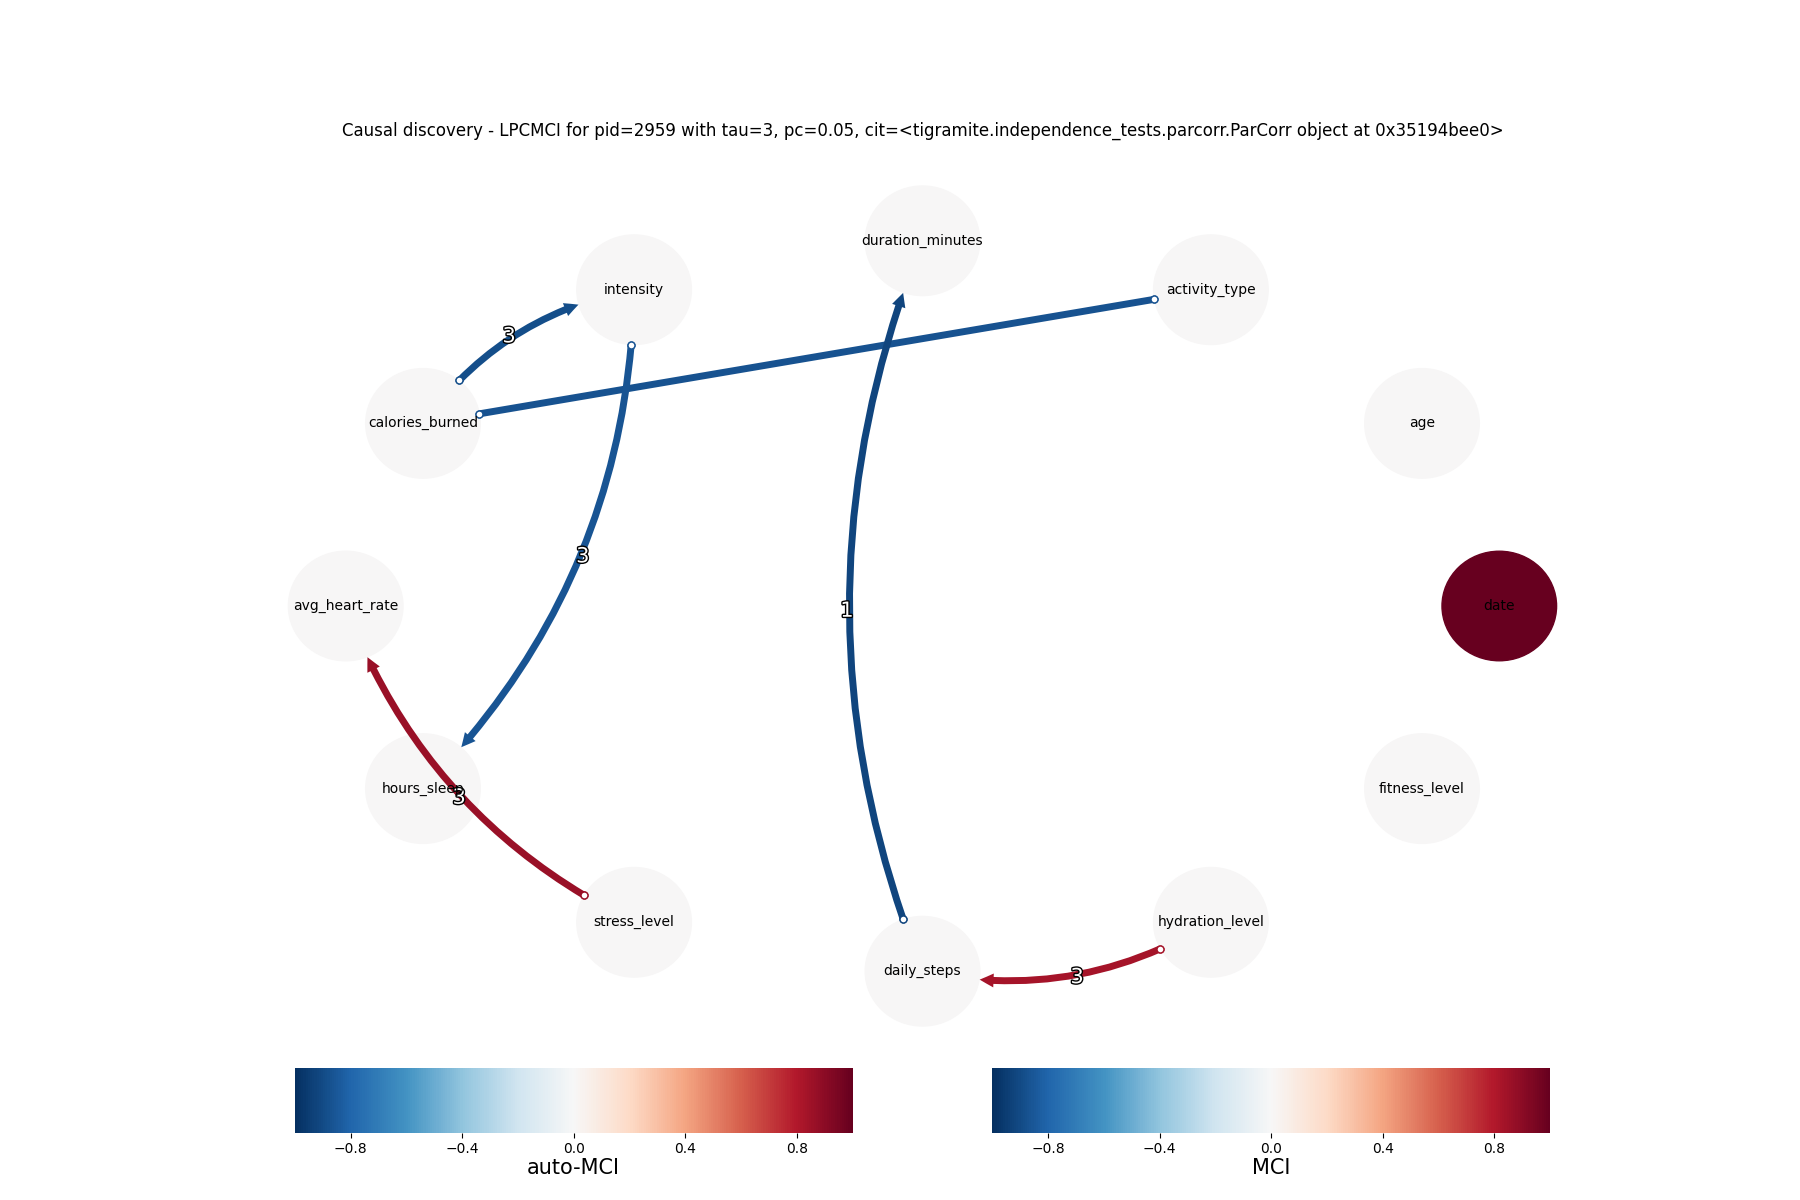 Causal discovery - LPCMCI for pid=2959 with tau=3, pc=0.05, cit=<tigramite.independence_tests.parcorr.ParCorr object at 0x35194bee0>
duration_minutes
intensity
activity_type
3
calories_burned
age
3
avg_heart_rate
1
date
hours_sleep
3
fitness_level
stress_level
hydration_level
daily_steps
3
−0.8 −0.4 0.0 0.4 0.8
auto-MCI
−0.8 −0.4 0.0 0.4 0.8
MCI